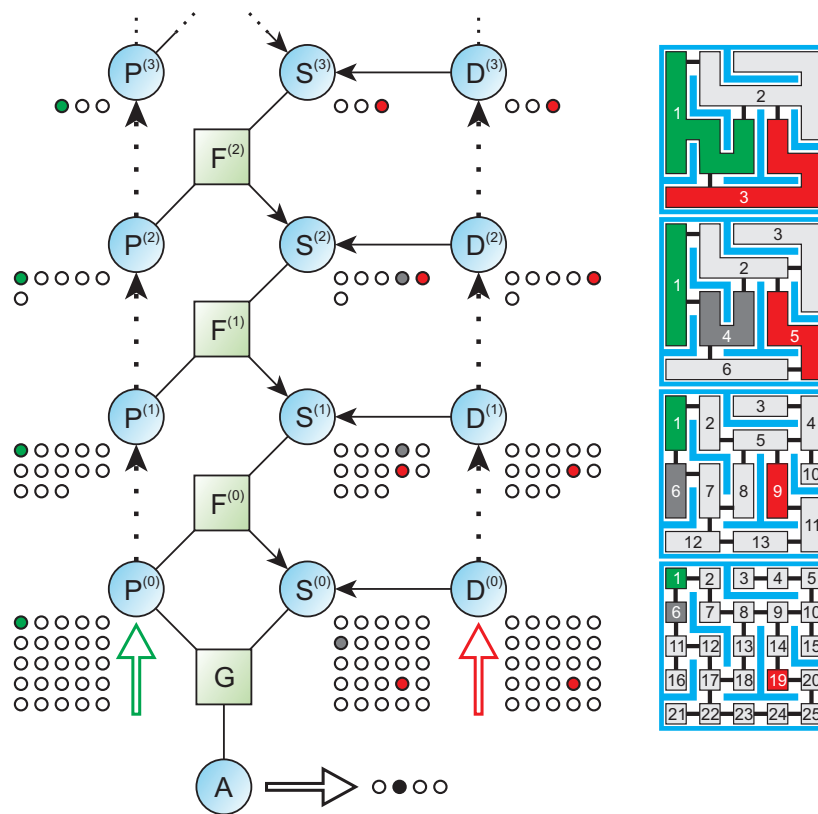 P(3) S(3) D(3)
F(2)
P(2) S(2) D(2)
F(1)
P(1) S(1) D(1)
F(0)
P(0) S(0) D(0)
G
A
1 2
3
3
1 2
4 5
6
1 2 3 4
5
6 7 8 9 10
11
12 13
1 2 3 4 5
6 7 8 9 10
11 12 13 14 15
16 17 18 19 20
21 22 23 24 25